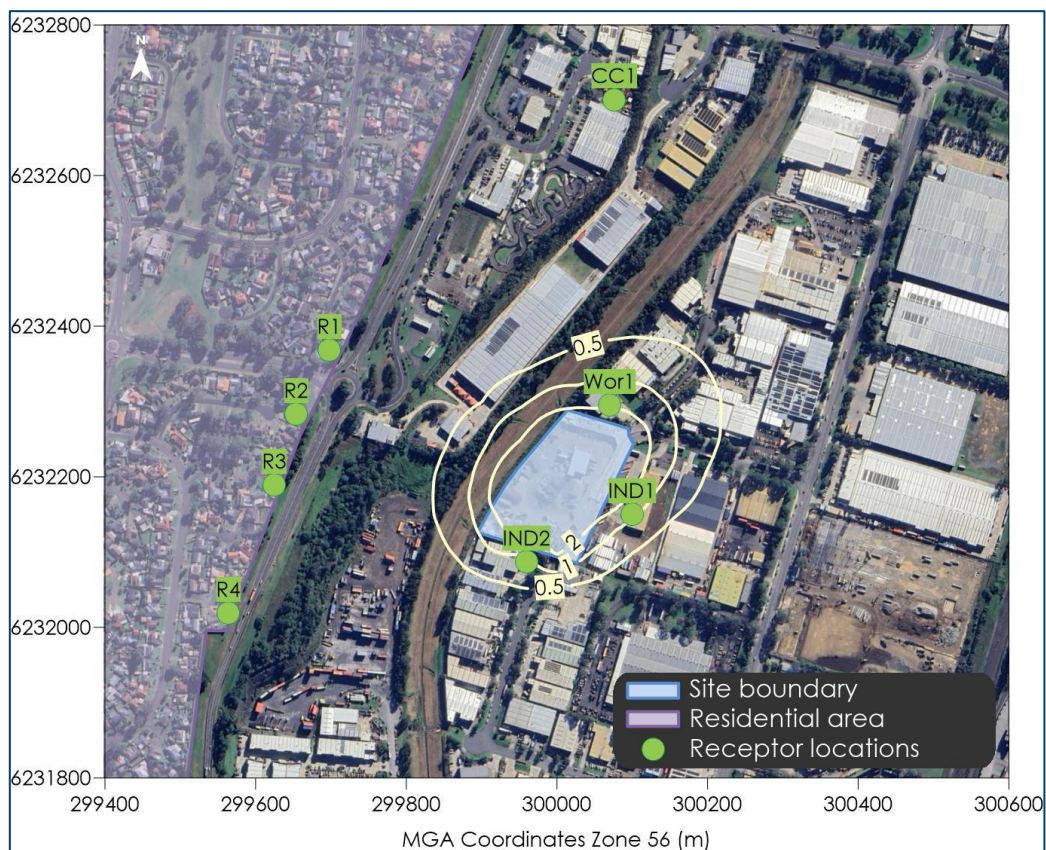 6232800
N
CC1
6232600
6232400
R1
0.5
R2
Wor1
R3
6232200
IND1
IND2
2
1
0.5
R4
6232000
Site boundary
Residential area
Receptor locations
6231800
299400 299600 299800 300000 300200 300400 300600
MGA Coordinates Zone 56 (m)